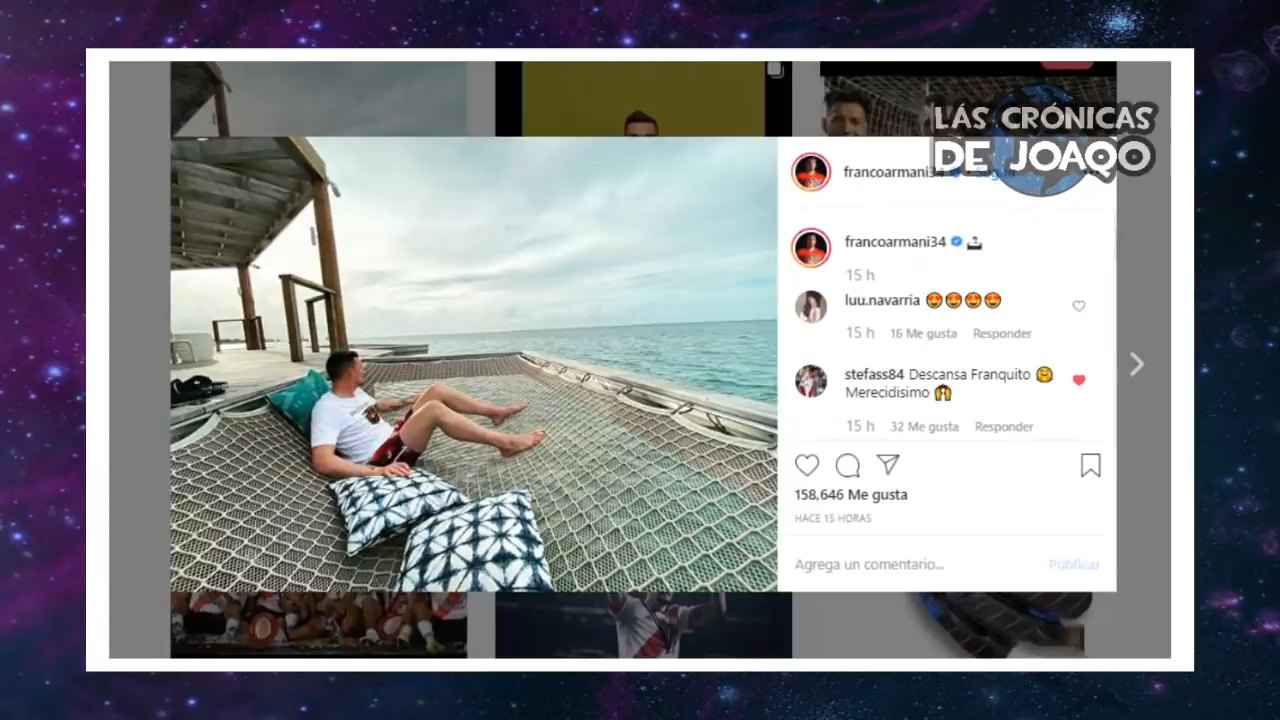 LÁS CRÓNICAS
DE JOAQO
francoarmani34
francoarmani34
15 h
luu.navarria 😍😍😍😍
15 h 16 Me gusta Responder
stefass84 Descansa Franquito 🤗
Merecidisimo 🙌
15 h 32 Me gusta Responder
158,646 Me gusta
HACE 15 HORAS
Agrega un comentario... Publicar